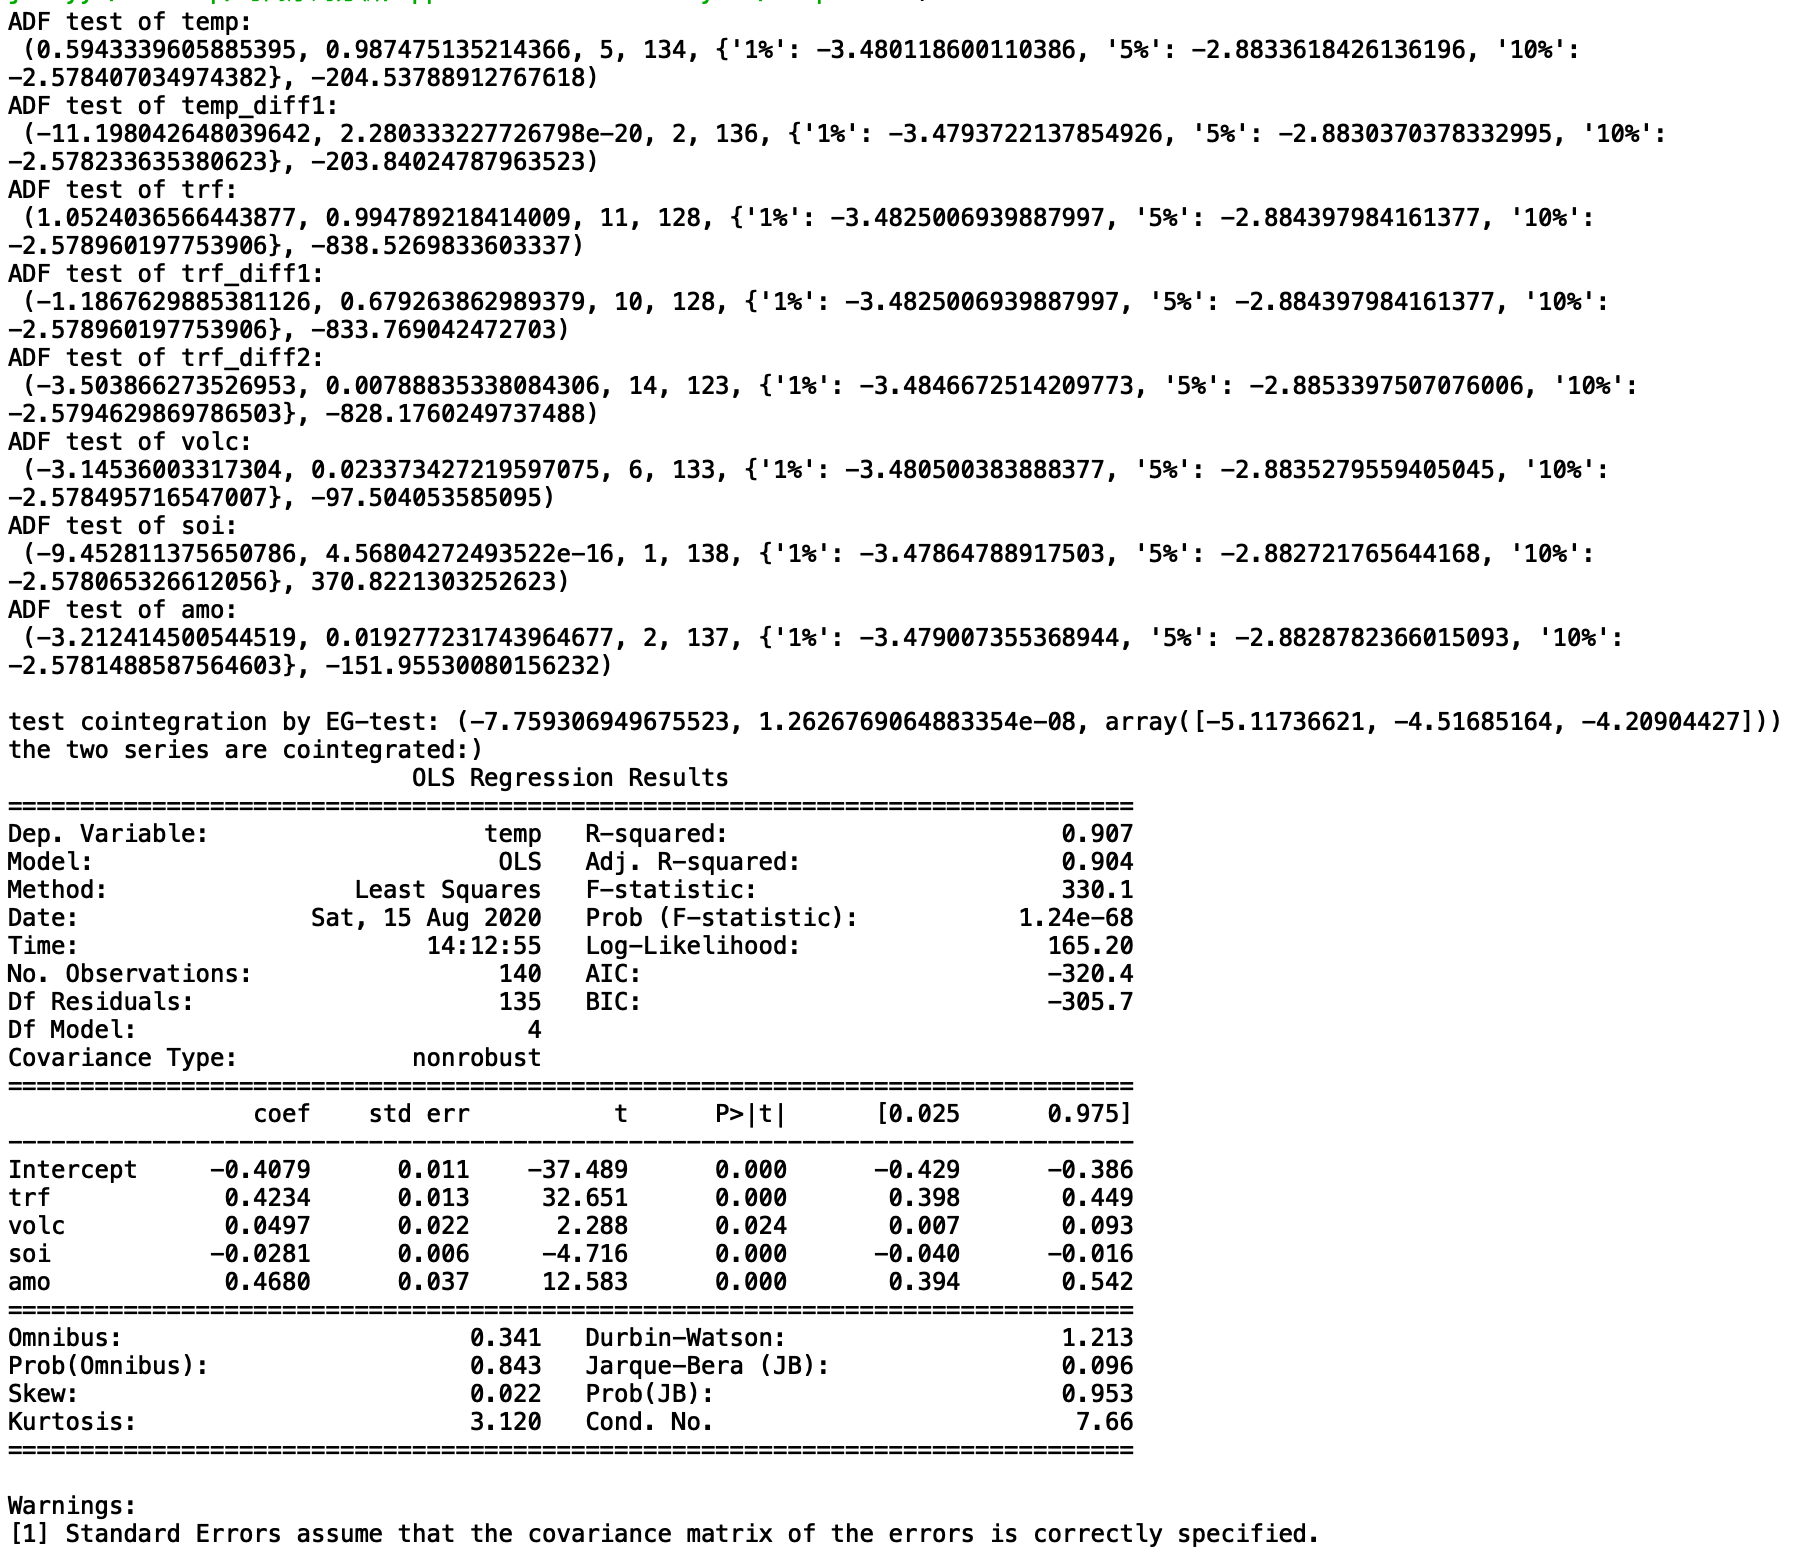 ADF test of temp:
(0.5943339605885395, 0.987475135214366, 5, 134, {'1%': -3.480118600110386, '5%': -2.8833618426136196, '10%':
-2.578407034974382}, -204.53788912767618)
ADF test of temp_diff1:
(-11.198042648039642, 2.280333227726798e-20, 2, 136, {'1%': -3.4793722137854926, '5%': -2.8830370378332995, '10%':
-2.578233635380623}, -203.84024787963523)
ADF test of trf:
(1.0524036566443877, 0.994789218414009, 11, 128, {'1%': -3.4825006939887997, '5%': -2.884397984161377, '10%':
-2.578960197753906}, -838.5269833603337)
ADF test of trf_diff1:
(-1.1867629885381126, 0.679263862989379, 10, 128, {'1%': -3.4825006939887997, '5%': -2.884397984161377, '10%':
-2.578960197753906}, -833.769042472703)
ADF test of trf_diff2:
(-3.503866273526953, 0.00788835338084306, 14, 123, {'1%': -3.4846672514209773, '5%': -2.8853397507076006, '10%':
-2.5794629869786503}, -828.1760249737488)
ADF test of volc:
(-3.14536003317304, 0.023373427219597075, 6, 133, {'1%': -3.480500383888377, '5%': -2.8835279559405045, '10%':
-2.578495716547007}, -97.504053585095)
ADF test of soi:
(-9.452811375650786, 4.56804272493522e-16, 1, 138, {'1%': -3.47864788917503, '5%': -2.882721765644168, '10%':
-2.578065326612056}, 370.8221303252623)
ADF test of amo:
(-3.212414500544519, 0.019277231743964677, 2, 137, {'1%': -3.479007355368944, '5%': -2.8828782366015093, '10%':
-2.5781488587564603}, -151.95530080156232)
test cointegration by EG-test: (-7.759306949675523, 1.2626769064883354e-08, array([-5.11736621, -4.51685164, -4.20904427]))
the two series are cointegrated:)
OLS Regression Results
==============================================================================
Dep. Variable: temp R-squared: 0.907
Model: OLS Adj. R-squared: 0.904
Method: Least Squares F-statistic: 330.1
Date: Sat, 15 Aug 2020 Prob (F-statistic): 1.24e-68
Time: 14:12:55 Log-Likelihood: 165.20
No. Observations: 140 AIC: -320.4
Df Residuals: 135 BIC: -305.7
Df Model: 4
Covariance Type: nonrobust
==============================================================================
coef std err t P>|t| [0.025 0.975]
------------------------------------------------------------------------------
Intercept -0.4079 0.011 -37.489 0.000 -0.429 -0.386
trf 0.4234 0.013 32.651 0.000 0.398 0.449
volc 0.0497 0.022 2.288 0.024 0.007 0.093
soi -0.0281 0.006 -4.716 0.000 -0.040 -0.016
amo 0.4680 0.037 12.583 0.000 0.394 0.542
==============================================================================
Omnibus: 0.341 Durbin-Watson: 1.213
Prob(Omnibus): 0.843 Jarque-Bera (JB): 0.096
Skew: 0.022 Prob(JB): 0.953
Kurtosis: 3.120 Cond. No. 7.66
==============================================================================
Warnings:
[1] Standard Errors assume that the covariance matrix of the errors is correctly specified.